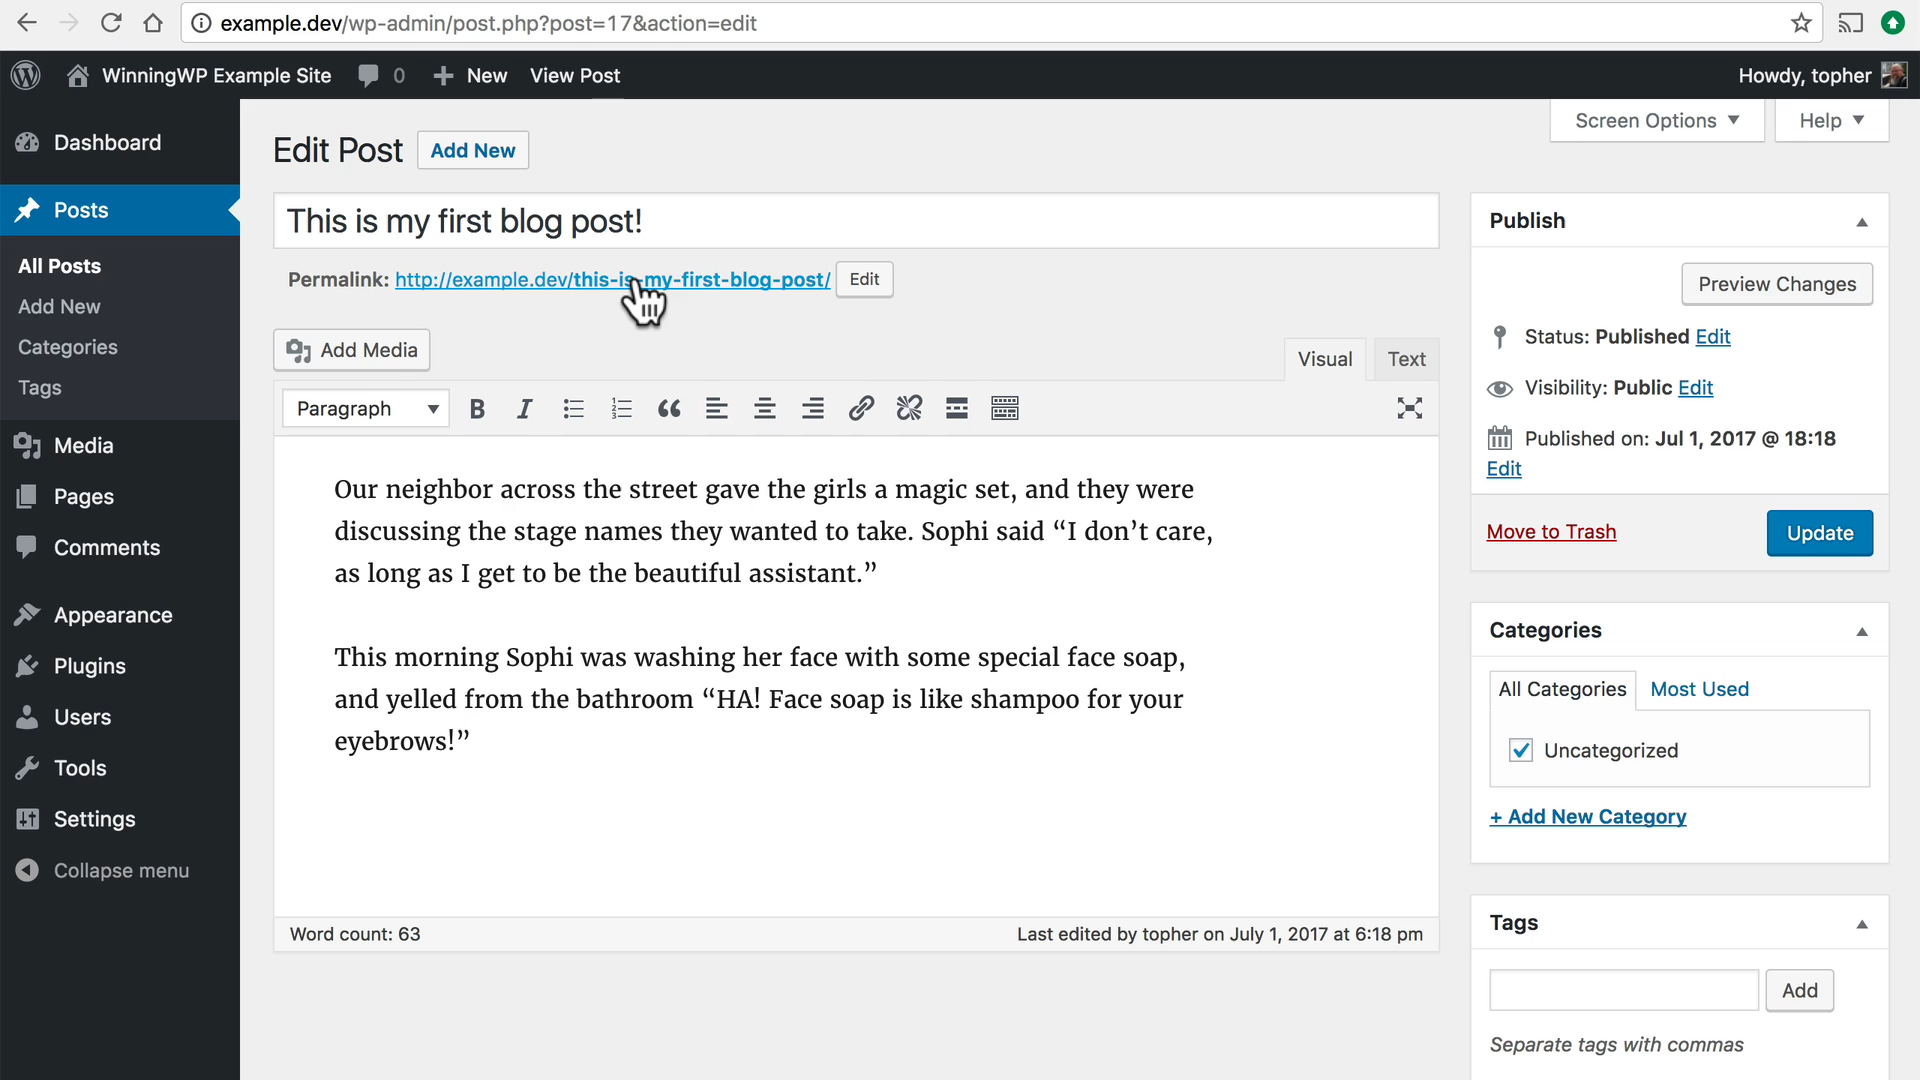 example.dev/wp-admin/post.php?post=17&action=edit
WinningWP Example Site 0 New View Post Howdy, topher
Screen Options Help
Dashboard
Posts
All Posts
Add New
Categories
Tags
Media
Pages
Comments
Appearance
Plugins
Users
Tools
Settings
Collapse menu
Edit Post Add New
This is my first blog post!
Permalink: http://example.dev/this-is-my-first-blog-post/ Edit
Add Media
Visual Text
Paragraph
Our neighbor across the street gave the girls a magic set, and they were
discussing the stage names they wanted to take. Sophi said “I don’t care,
as long as I get to be the beautiful assistant.”
This morning Sophi was washing her face with some special face soap,
and yelled from the bathroom “HA! Face soap is like shampoo for your
eyebrows!”
Word count: 63 Last edited by topher on July 1, 2017 at 6:18 pm
Publish
Preview Changes
Status: Published Edit
Visibility: Public Edit
Published on: Jul 1, 2017 @ 18:18
Edit
Move to Trash Update
Categories
All Categories Most Used
Uncategorized
+ Add New Category
Tags
Add
Separate tags with commas